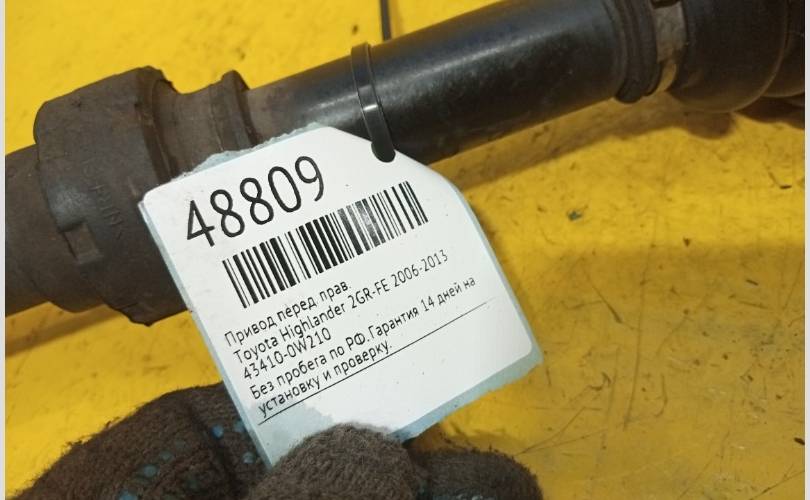 48809
Привод перед. прав.
Toyota Highlander 2GR-FE 2006-2013
43410-0W210
Без пробега по РФ.Гарантия 14 дней на
установку и проверку.